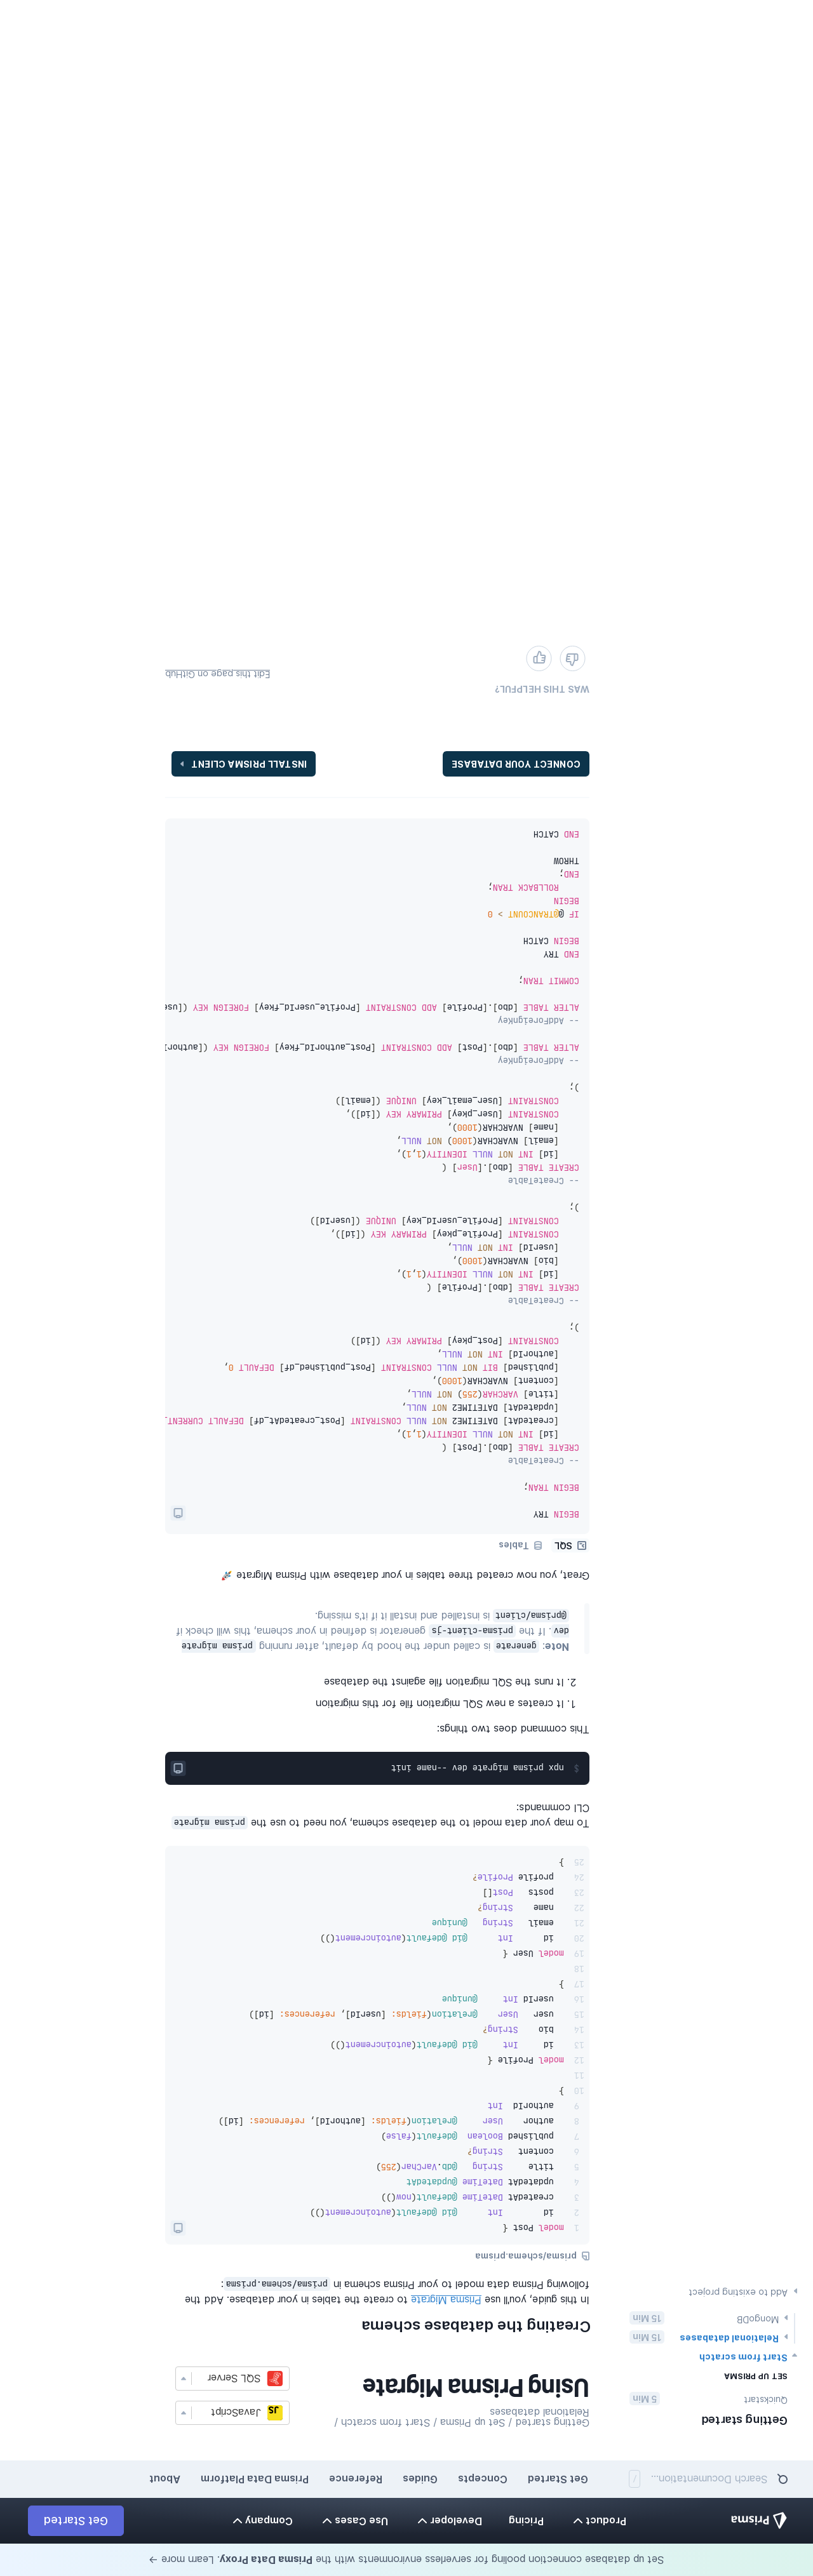 Set up database connection pooling for serverless environments with the Prisma Data Proxy. Learn more →
Prisma
Product
Pricing
Developer
Use Cases
Company
Get Started
Search Documentation...
/
Get Started
Concepts
Guides
Reference
Prisma Data Platform
About
Getting started
Quickstart
5 Min
SET UP PRISMA
Start from scratch
Relational databases
15 Min
MongoDB
15 Min
Add to existing project
Getting started / Set up Prisma / Start from scratch /
Relational databases
Using Prisma Migrate
JS
JavaScript
SQL Server
Creating the database schema
In this guide, you'll use Prisma Migrate to create the tables in your database. Add the
following Prisma data model to your Prisma schema in prisma/schema.prisma:
prisma/schema.prisma
1 model Post {
2   id        Int      @id @default(autoincrement())
3   createdAt DateTime @default(now())
4   updatedAt DateTime @updatedAt
5   title     String   @db.VarChar(255)
6   content   String?
7   published Boolean  @default(false)
8   author    User     @relation(fields: [authorId], references: [id])
9   authorId  Int
10 }
11
12 model Profile {
13   id     Int     @id @default(autoincrement())
14   bio    String?
15   user   User    @relation(fields: [userId], references: [id])
16   userId Int     @unique
17 }
18
19 model User {
20   id      Int      @id @default(autoincrement())
21   email   String   @unique
22   name    String?
23   posts   Post[]
24   profile Profile?
25 }
To map your data model to the database schema, you need to use the prisma migrate
CLI commands:
$ npx prisma migrate dev --name init
This command does two things:
1. It creates a new SQL migration file for this migration
2. It runs the SQL migration file against the database
Note: generate is called under the hood by default, after running prisma migrate
dev. If the prisma-client-js generator is defined in your schema, this will check if
@prisma/client is installed and install it if it's missing.
Great, you now created three tables in your database with Prisma Migrate 🚀
SQL
Tables
BEGIN TRY
BEGIN TRAN;
-- CreateTable
CREATE TABLE [dbo].[Post] (
    [id] INT NOT NULL IDENTITY(1,1),
    [createdAt] DATETIME2 NOT NULL CONSTRAINT [Post_createdAt_df] DEFAULT CURRENT_
    [updatedAt] DATETIME2 NOT NULL,
    [title] VARCHAR(255) NOT NULL,
    [content] NVARCHAR(1000),
    [published] BIT NOT NULL CONSTRAINT [Post_published_df] DEFAULT 0,
    [authorId] INT NOT NULL,
    CONSTRAINT [Post_pkey] PRIMARY KEY ([id])
);
-- CreateTable
CREATE TABLE [dbo].[Profile] (
    [id] INT NOT NULL IDENTITY(1,1),
    [bio] NVARCHAR(1000),
    [userId] INT NOT NULL,
    CONSTRAINT [Profile_pkey] PRIMARY KEY ([id]),
    CONSTRAINT [Profile_userId_key] UNIQUE ([userId])
);
-- CreateTable
CREATE TABLE [dbo].[User] (
    [id] INT NOT NULL IDENTITY(1,1),
    [email] NVARCHAR(1000) NOT NULL,
    [name] NVARCHAR(1000),
    CONSTRAINT [User_pkey] PRIMARY KEY ([id]),
    CONSTRAINT [User_email_key] UNIQUE ([email])
);
-- AddForeignKey
ALTER TABLE [dbo].[Post] ADD CONSTRAINT [Post_authorId_fkey] FOREIGN KEY ([authorI
-- AddForeignKey
ALTER TABLE [dbo].[Profile] ADD CONSTRAINT [Profile_userId_fkey] FOREIGN KEY ([use
COMMIT TRAN;
END TRY
BEGIN CATCH
IF @@TRANCOUNT > 0
BEGIN
    ROLLBACK TRAN;
END;
THROW
END CATCH
CONNECT YOUR DATABASE
INSTALL PRISMA CLIENT
WAS THIS HELPFUL?
Edit this page on GitHub